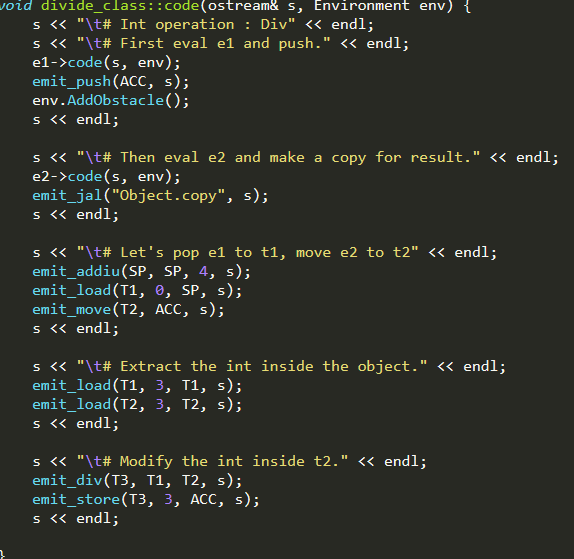 void divide_class::code(ostream& s, Environment env) {
    s << "\t# Int operation : Div" << endl;
    s << "\t# First eval e1 and push." << endl;
    e1->code(s, env);
    emit_push(ACC, s);
    env.AddObstacle();
    s << endl;

    s << "\t# Then eval e2 and make a copy for result." << endl;
    e2->code(s, env);
    emit_jal("Object.copy", s);
    s << endl;

    s << "\t# Let's pop e1 to t1, move e2 to t2" << endl;
    emit_addiu(SP, SP, 4, s);
    emit_load(T1, 0, SP, s);
    emit_move(T2, ACC, s);
    s << endl;

    s << "\t# Extract the int inside the object." << endl;
    emit_load(T1, 3, T1, s);
    emit_load(T2, 3, T2, s);
    s << endl;

    s << "\t# Modify the int inside t2." << endl;
    emit_div(T3, T1, T2, s);
    emit_store(T3, 3, ACC, s);
    s << endl;

}